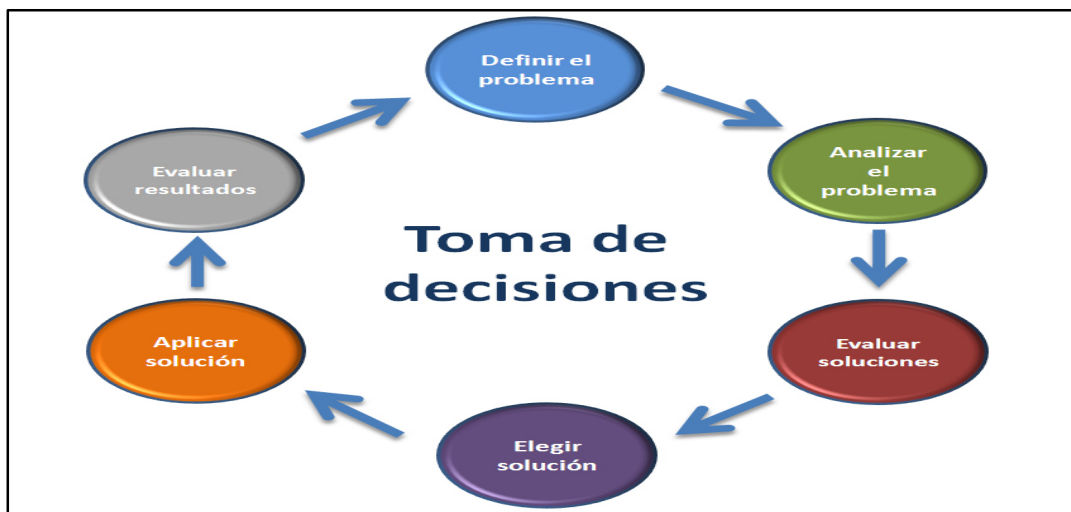 Definir el
problema
Analizar
el
problema
Evaluar
soluciones
Elegir
solución
Aplicar
solución
Evaluar
resultados
Toma de
decisiones